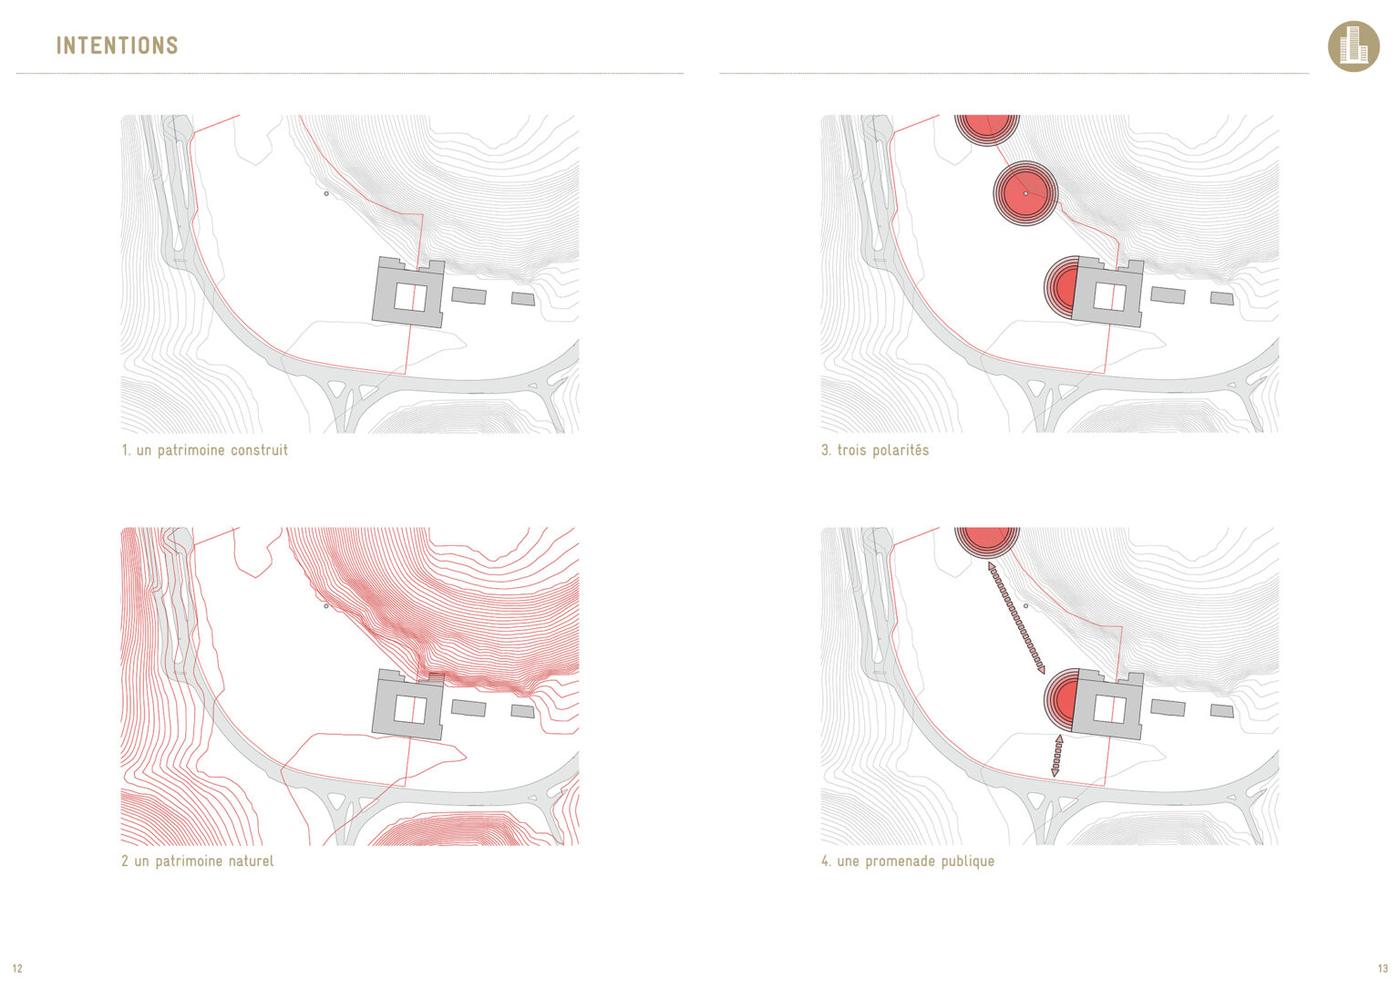 INTENTIONS
1. un patrimoine construit
2 un patrimoine naturel
3. trois polarités
4. une promenade publique
12
13